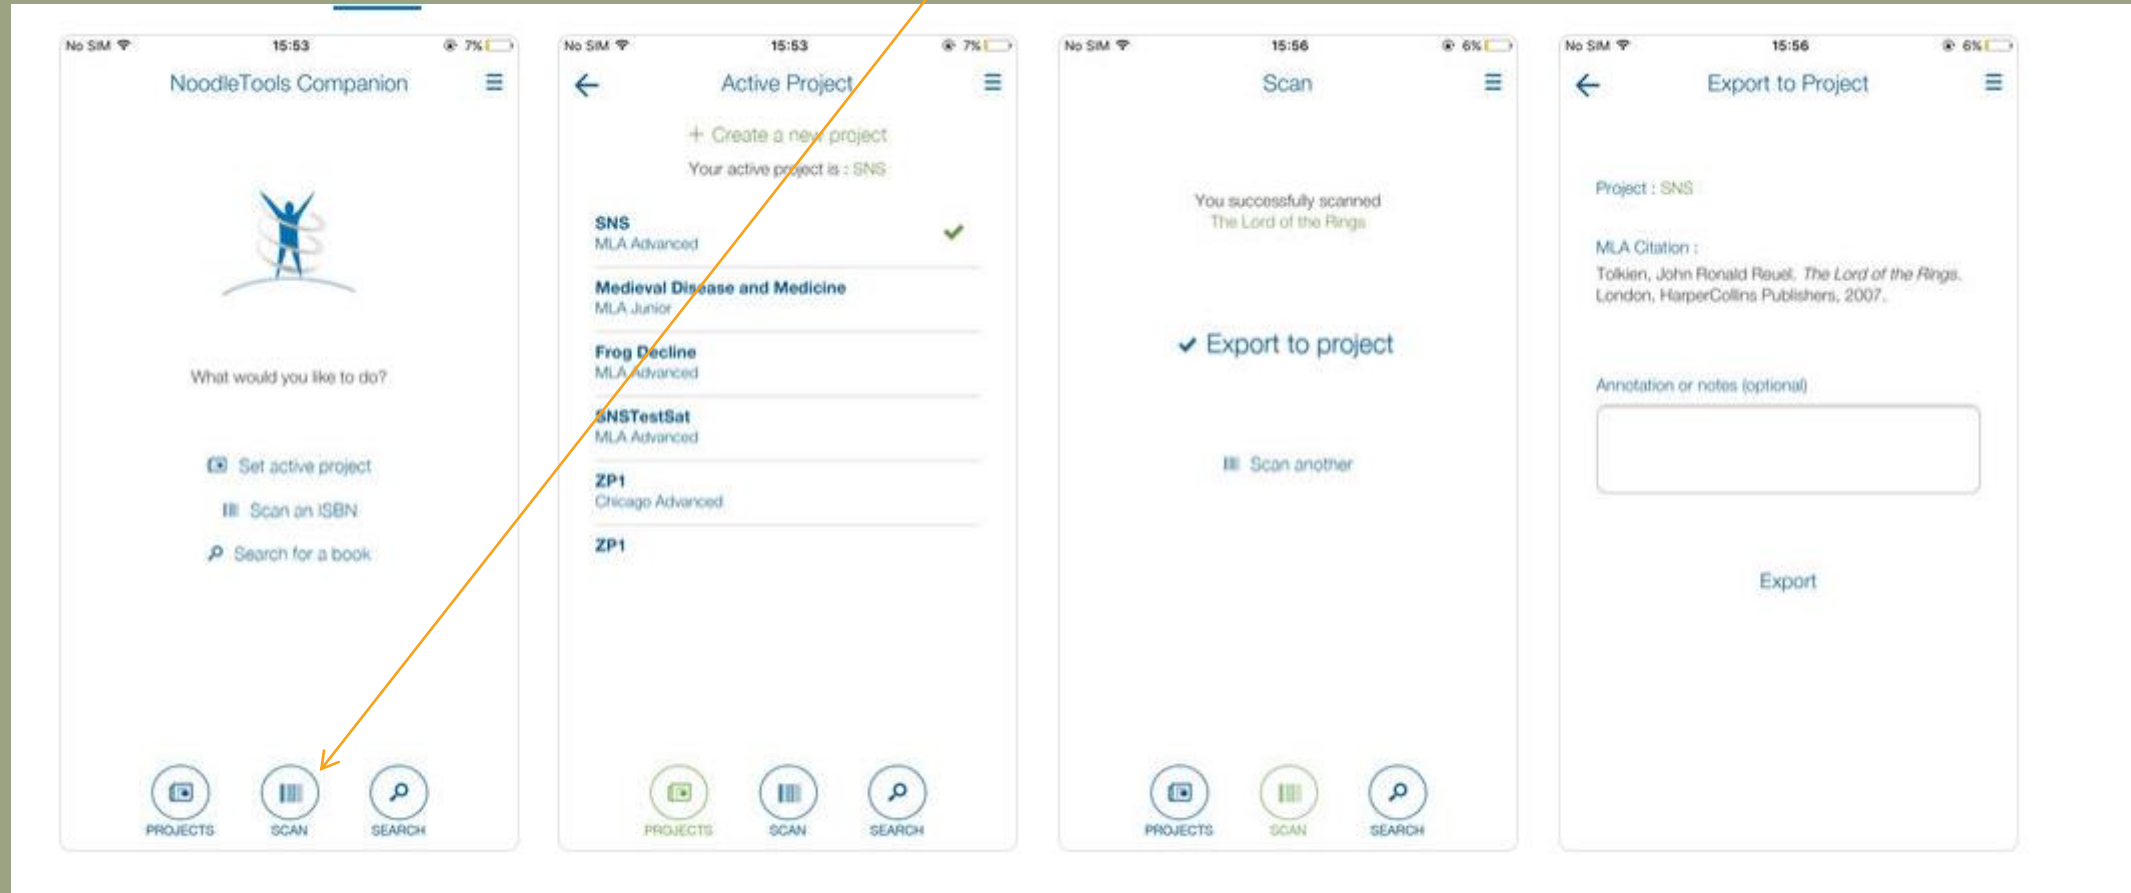 No SIM 15:53 7%
NoodleTools Companion
What would you like to do?
Set active project
Scan an ISBN
Search for a book
PROJECTS SCAN SEARCH
No SIM 15:53 7%
Active Project
+ Create a new project
Your active project is : SNS
SNS
MLA Advanced
Medieval Disease and Medicine
MLA Junior
Frog Decline
MLA Advanced
SNSTestSat
MLA Advanced
ZP1
Chicago Advanced
ZP1
PROJECTS SCAN SEARCH
No SIM 15:56 6%
Scan
You successfully scanned
The Lord of the Rings
Export to project
Scan another
PROJECTS SCAN SEARCH
No SIM 15:56 6%
Export to Project
Project : SNS
MLA Citation :
Tolkien, John Ronald Reuel. The Lord of the Rings.
London, HarperCollins Publishers, 2007.
Annotation or notes (optional)
Export